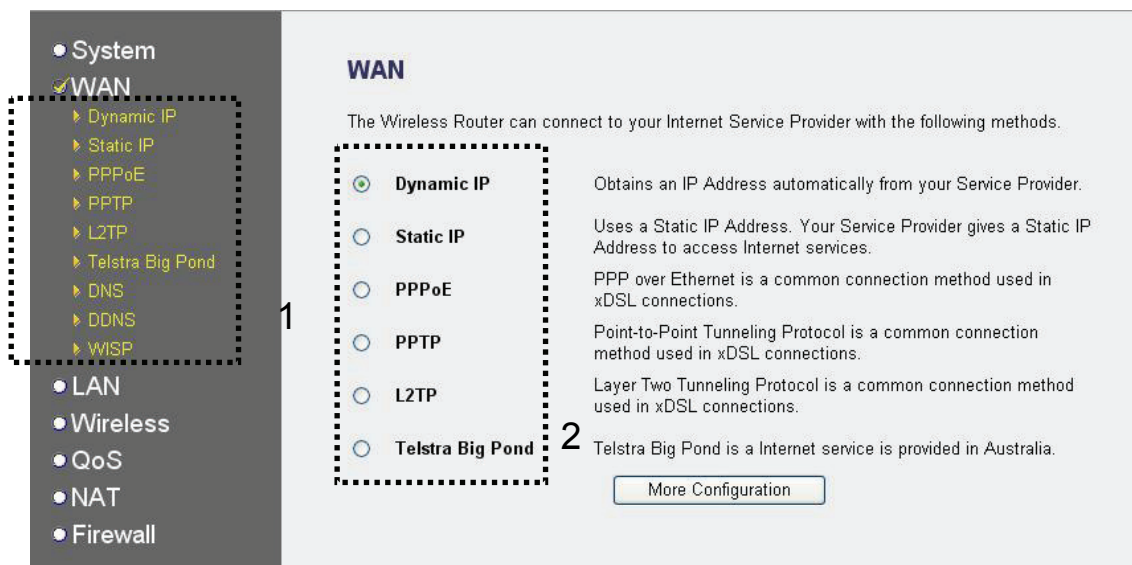 System
WAN
Dynamic IP
Static IP
PPPoE
PPTP
L2TP
Telstra Big Pond
DNS
DDNS
WISP
1
LAN
Wireless
QoS
NAT
Firewall
WAN
The Wireless Router can connect to your Internet Service Provider with the following methods.
Dynamic IP
Obtains an IP Address automatically from your Service Provider.
Static IP
Uses a Static IP Address. Your Service Provider gives a Static IP
Address to access Internet services.
PPPoE
PPP over Ethernet is a common connection method used in
xDSL connections.
PPTP
Point-to-Point Tunneling Protocol is a common connection
method used in xDSL connections.
L2TP
Layer Two Tunneling Protocol is a common connection method
used in xDSL connections.
Telstra Big Pond
2
Telstra Big Pond is a Internet service is provided in Australia.
More Configuration